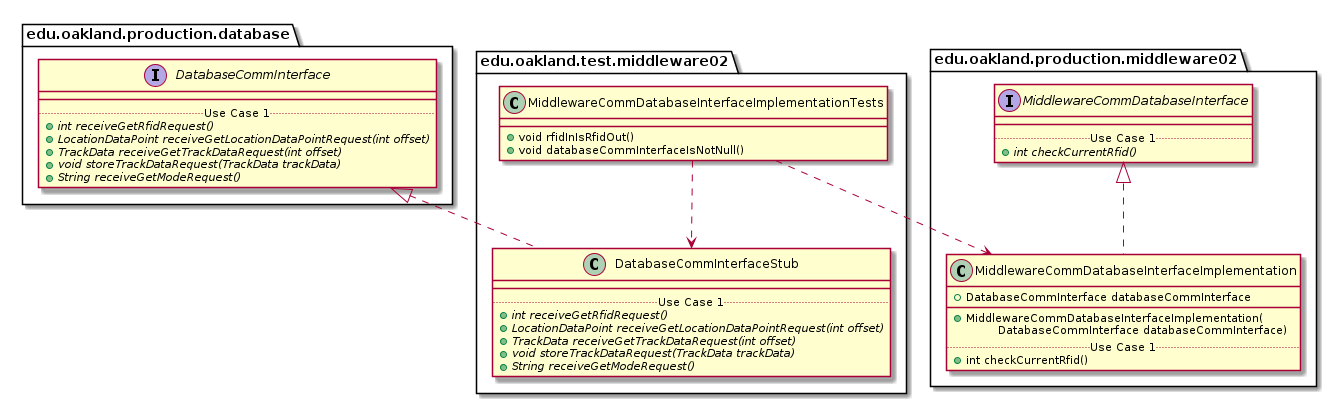 edu.oakland.production.database
I DatabaseCommInterface
Use Case 1
int receiveGetRfidRequest()
LocationDataPoint receiveGetLocationDataPointRequest(int offset)
TrackData receiveGetTrackDataRequest(int offset)
void storeTrackDataRequest(TrackData trackData)
String receiveGetModeRequest()
edu.oakland.test.middleware02
C MiddlewareCommDatabaseInterfaceImplementationTests
void rfidInIsRfidOut()
void databaseCommInterfaceIsNotNull()
C DatabaseCommInterfaceStub
Use Case 1
int receiveGetRfidRequest()
LocationDataPoint receiveGetLocationDataPointRequest(int offset)
TrackData receiveGetTrackDataRequest(int offset)
void storeTrackDataRequest(TrackData trackData)
String receiveGetModeRequest()
edu.oakland.production.middleware02
I MiddlewareCommDatabaseInterface
Use Case 1
int checkCurrentRfid()
C MiddlewareCommDatabaseInterfaceImplementation
DatabaseCommInterface databaseCommInterface
MiddlewareCommDatabaseInterfaceImplementation(
DatabaseCommInterface databaseCommInterface)
Use Case 1
int checkCurrentRfid()